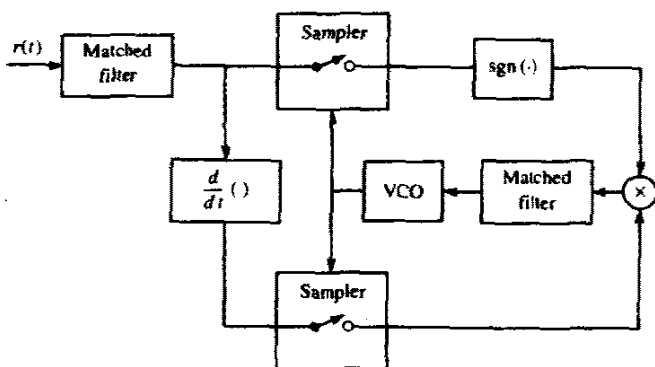 r(t)
Matched
filter
Sampler
sgn (·)
d
dt ( )
VCO
Matched
filter
×
Sampler